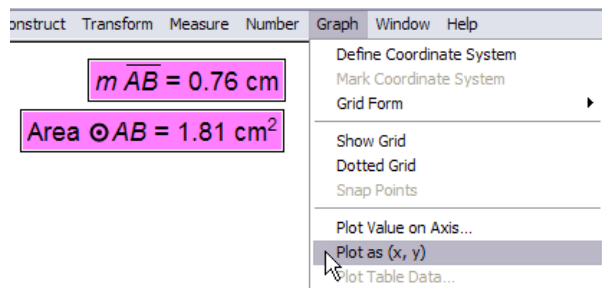 onstruct Transform Measure Number Graph Window Help
m AB = 0.76 cm
Area ⊙AB = 1.81 cm²
Define Coordinate System
Mark Coordinate System
Grid Form
Show Grid
Dotted Grid
Snap Points
Plot Value on Axis...
Plot as (x, y)
Plot Table Data...